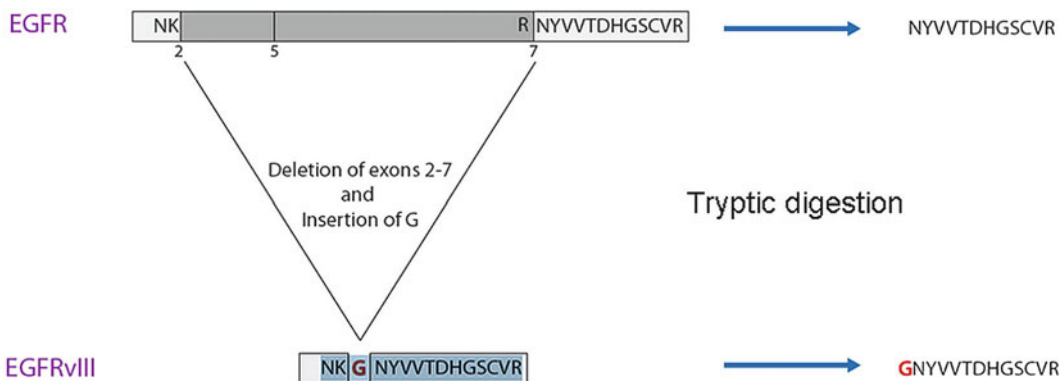 EGFR NK R NYVVTDHGSCVR NYVVTDHGSCVR
2 5 7
Deletion of exons 2-7
and
Insertion of G
Tryptic digestion
EGFRvIII NK G NYVVTDHGSCVR GNYVVTDHGSCVR